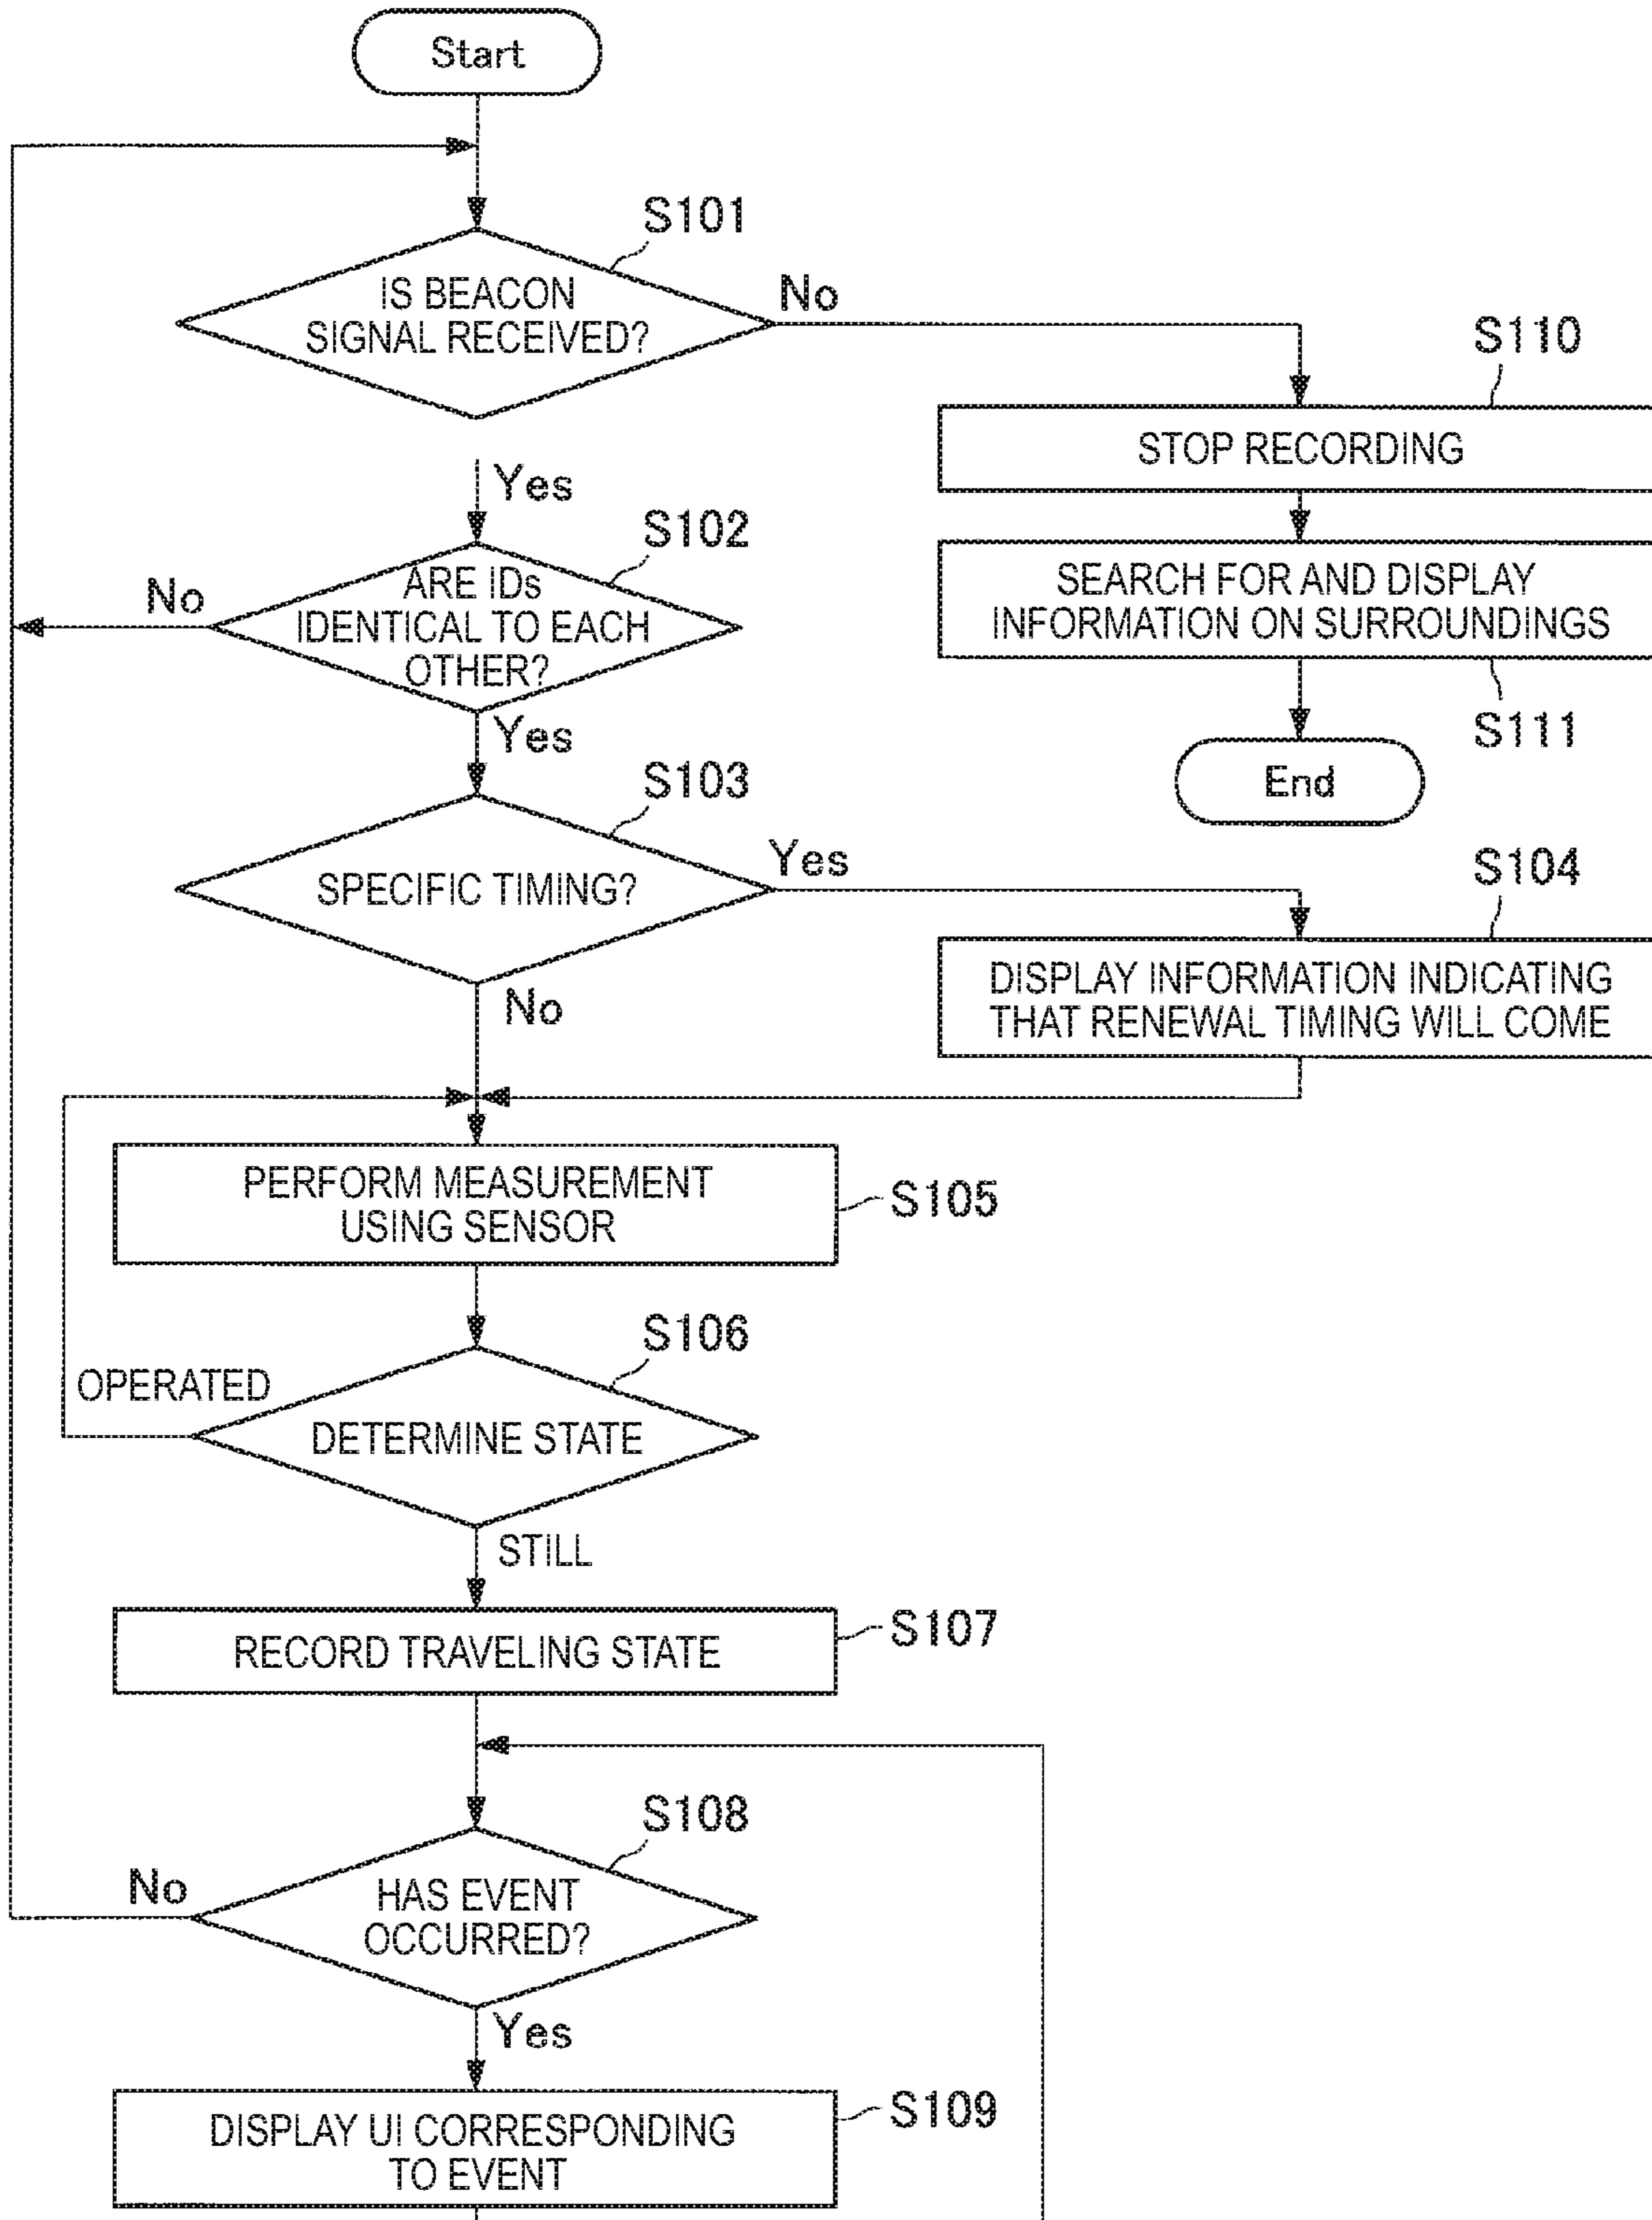 Start
S101
IS BEACON
SIGNAL RECEIVED?
No
S110
STOP RECORDING
Yes
S102
ARE IDs
IDENTICAL TO EACH
OTHER?
No
SEARCH FOR AND DISPLAY
INFORMATION ON SURROUNDINGS
S111
End
Yes
S103
SPECIFIC TIMING?
Yes
S104
DISPLAY INFORMATION INDICATING
THAT RENEWAL TIMING WILL COME
No
PERFORM MEASUREMENT
USING SENSOR
S105
S106
OPERATED
DETERMINE STATE
STILL
RECORD TRAVELING STATE
S107
S108
No
HAS EVENT
OCCURRED?
Yes
DISPLAY UI CORRESPONDING
TO EVENT
S109